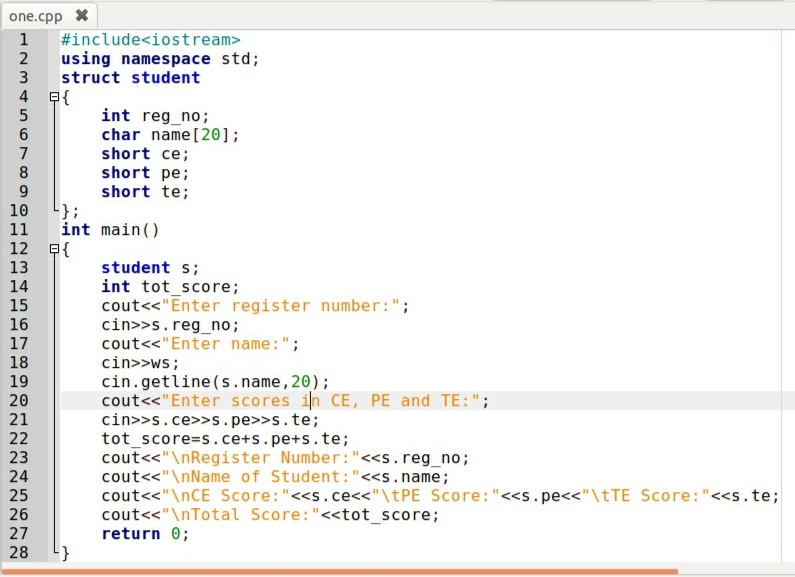 one.cpp
1 #include<iostream>
2 using namespace std;
3 struct student
4 {
5     int reg_no;
6     char name[20];
7     short ce;
8     short pe;
9     short te;
10 };
11 int main()
12 {
13     student s;
14     int tot_score;
15     cout<<"Enter register number:";
16     cin>>s.reg_no;
17     cout<<"Enter name:";
18     cin>>ws;
19     cin.getline(s.name,20);
20     cout<<"Enter scores in CE, PE and TE:";
21     cin>>s.ce>>s.pe>>s.te;
22     tot_score=s.ce+s.pe+s.te;
23     cout<<"\nRegister Number:"<<s.reg_no;
24     cout<<"\nName of Student:"<<s.name;
25     cout<<"\nCE Score:"<<s.ce<<"\tPE Score:"<<s.pe<<"\tTE Score:"<<s.te;
26     cout<<"\nTotal Score:"<<tot_score;
27     return 0;
28 }